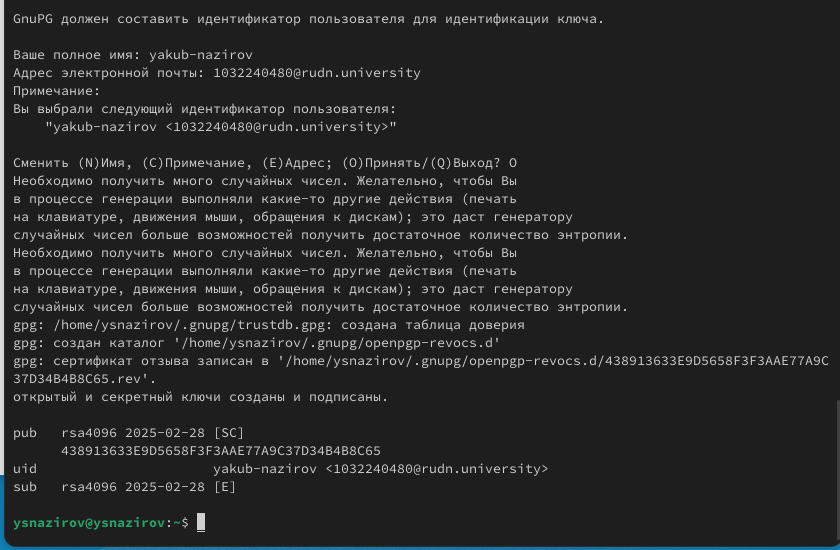 GnuPG должен составить идентификатор пользователя для идентификации ключа.
Ваше полное имя: yakub-nazirov
Адрес электронной почты: 1032240480@rudn.university
Примечание:
Вы выбрали следующий идентификатор пользователя:
"yakub-nazirov <1032240480@rudn.university>"
Сменить (N)Имя, (C)Примечание, (E)Адрес; (O)Принять/(Q)Выход? O
Необходимо получить много случайных чисел. Желательно, чтобы Вы
в процессе генерации выполняли какие-то другие действия (печать
на клавиатуре, движения мыши, обращения к дискам); это даст генератору
случайных чисел больше возможностей получить достаточное количество энтропии.
Необходимо получить много случайных чисел. Желательно, чтобы Вы
в процессе генерации выполняли какие-то другие действия (печать
на клавиатуре, движения мыши, обращения к дискам); это даст генератору
случайных чисел больше возможностей получить достаточное количество энтропии.
gpg: /home/ysnazirov/.gnupg/trustdb.gpg: создана таблица доверия
gpg: создан каталог '/home/ysnazirov/.gnupg/openpgp-revocs.d'
gpg: сертификат отзыва записан в '/home/ysnazirov/.gnupg/openpgp-revocs.d/438913633E9D5658F3F3AAE77A9C
37D34B4B8C65.rev'.
открытый и секретный ключи созданы и подписаны.
pub   rsa4096 2025-02-28 [SC]
438913633E9D5658F3F3AAE77A9C37D34B4B8C65
uid                      yakub-nazirov <1032240480@rudn.university>
sub   rsa4096 2025-02-28 [E]
ysnazirov@ysnazirov:~$